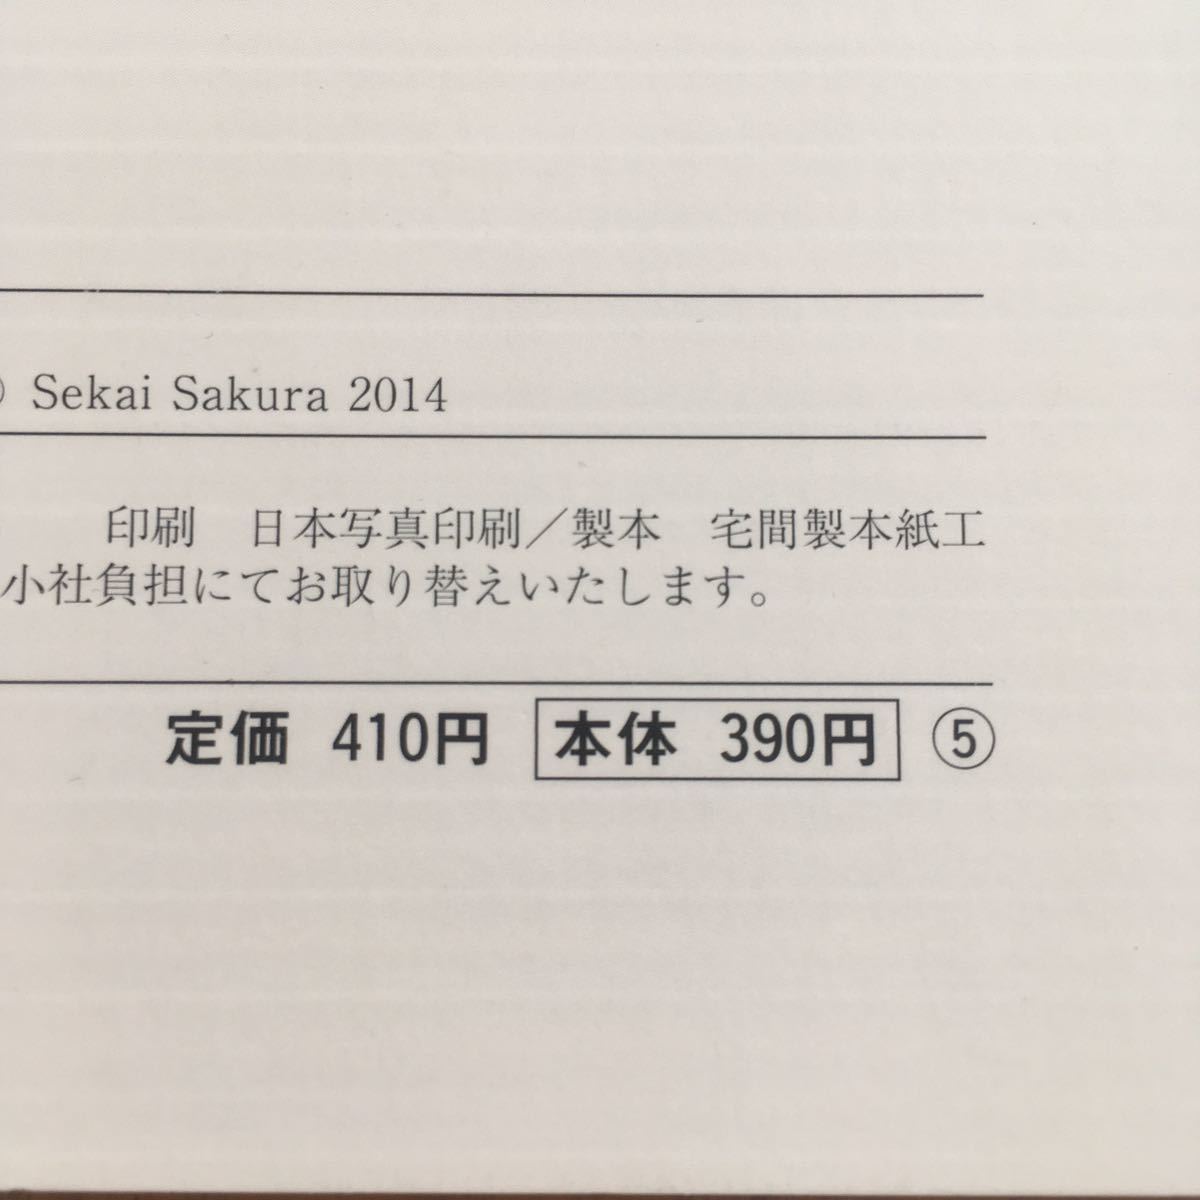 © Sekai Sakura 2014
印刷　日本写真印刷／製本　宅間製本紙工
小社負担にてお取り替えいたします。
定価 410円 本体 390円 ⑤